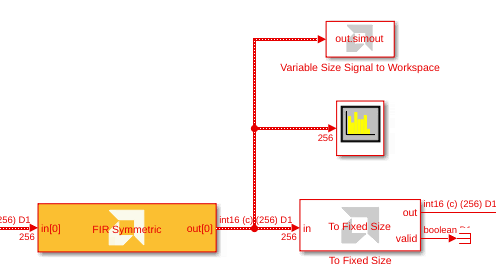 out.simout
Variable Size Signal to Workspace
256
256) D1
256
in[0]
FIR Symmetric
out[0]
int16 (c) (256) D1
256
in
To Fixed Size
out
valid
int16 (c) (256) D1
boolean
To Fixed Size